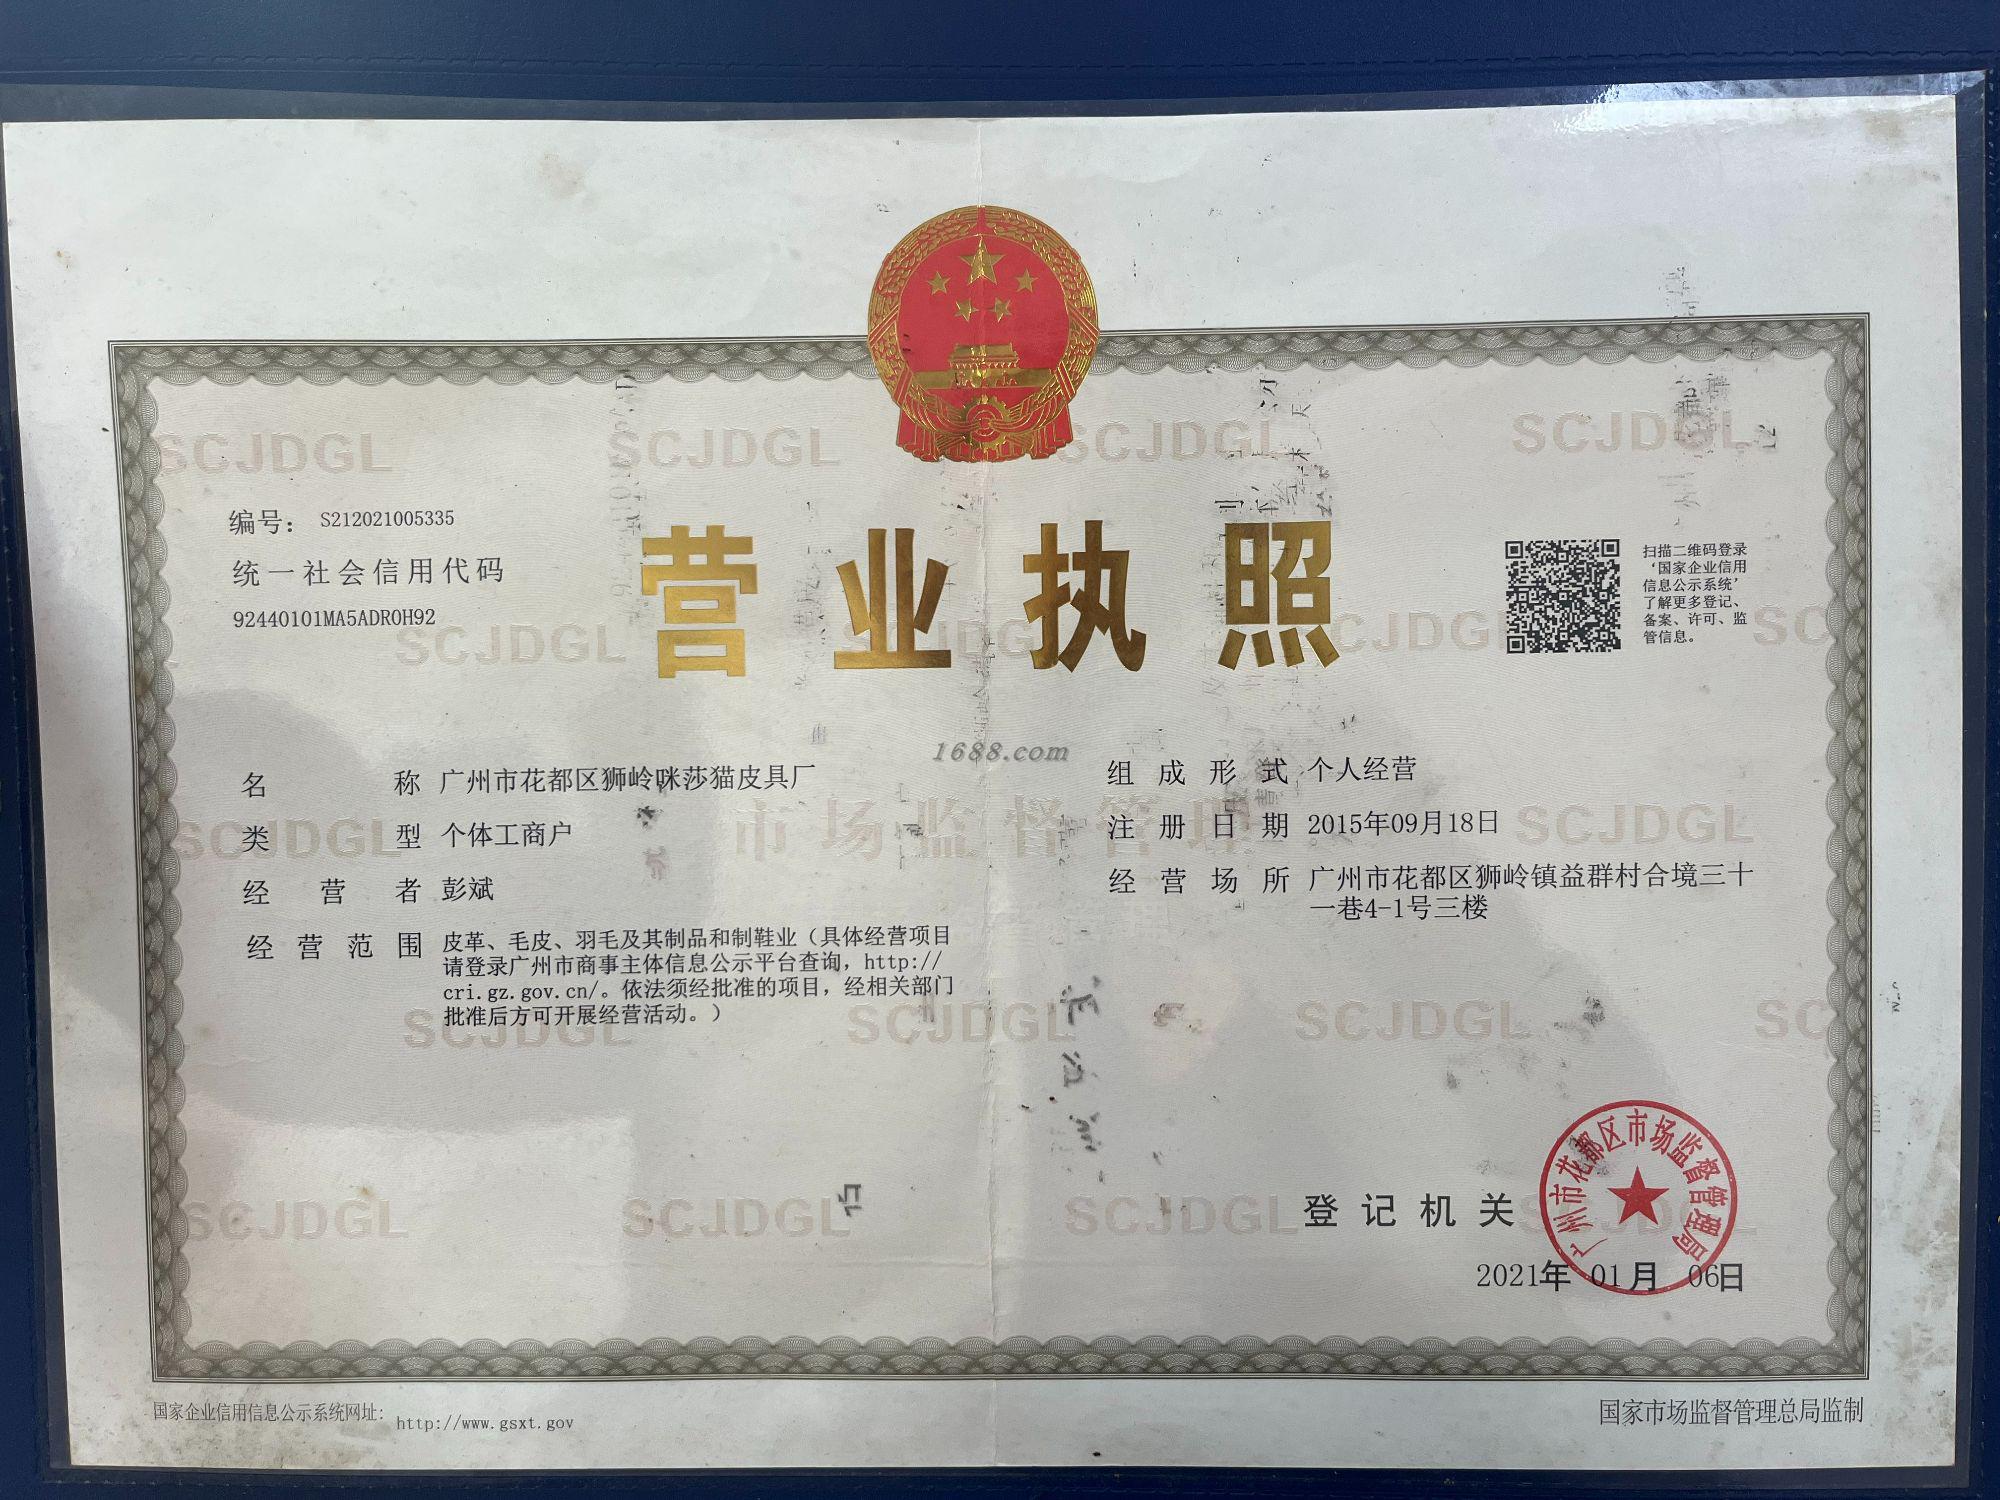 编号： S212021005335
统一社会信用代码
92440101MA5ADR0H92
营业执照
扫描二维码登录
‘国家企业信用
信息公示系统’
了解更多登记、
备案、许可、监
管信息。
1688.com
名称 广州市花都区狮岭咪莎猫皮具厂
类型 个体工商户
经营者 彭斌
经营范围 皮革、毛皮、羽毛及其制品和制鞋业（具体经营项目
请登录广州市商事主体信息公示平台查询，http://
cri.gz.gov.cn/。依法须经批准的项目，经相关部门
批准后方可开展经营活动。）
组成形式 个人经营
注册日期 2015年09月18日
经营场所 广州市花都区狮岭镇益群村合境三十
一巷4-1号三楼
SCJDGL
市场监督管理
登记机关
广州市花都区市场监督管理局
2021年 01月 06日
国家企业信用信息公示系统网址： http://www.gsxt.gov
国家市场监督管理总局监制